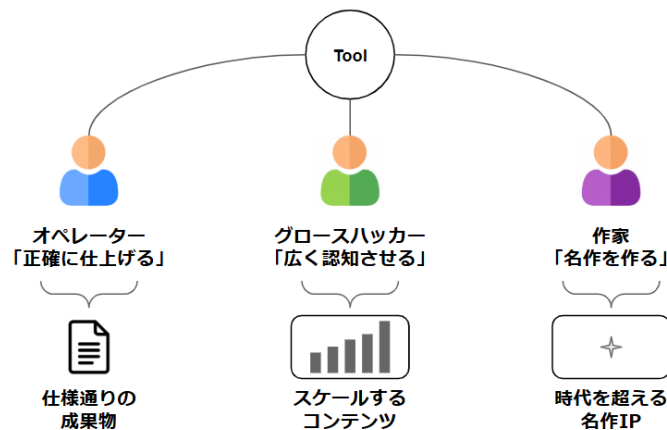 Tool
オペレーター
「正確に仕上げる」
グロースハッカー
「広く認知させる」
作家
「名作を作る」
仕様通りの
成果物
スケールする
コンテンツ
時代を超える
名作IP